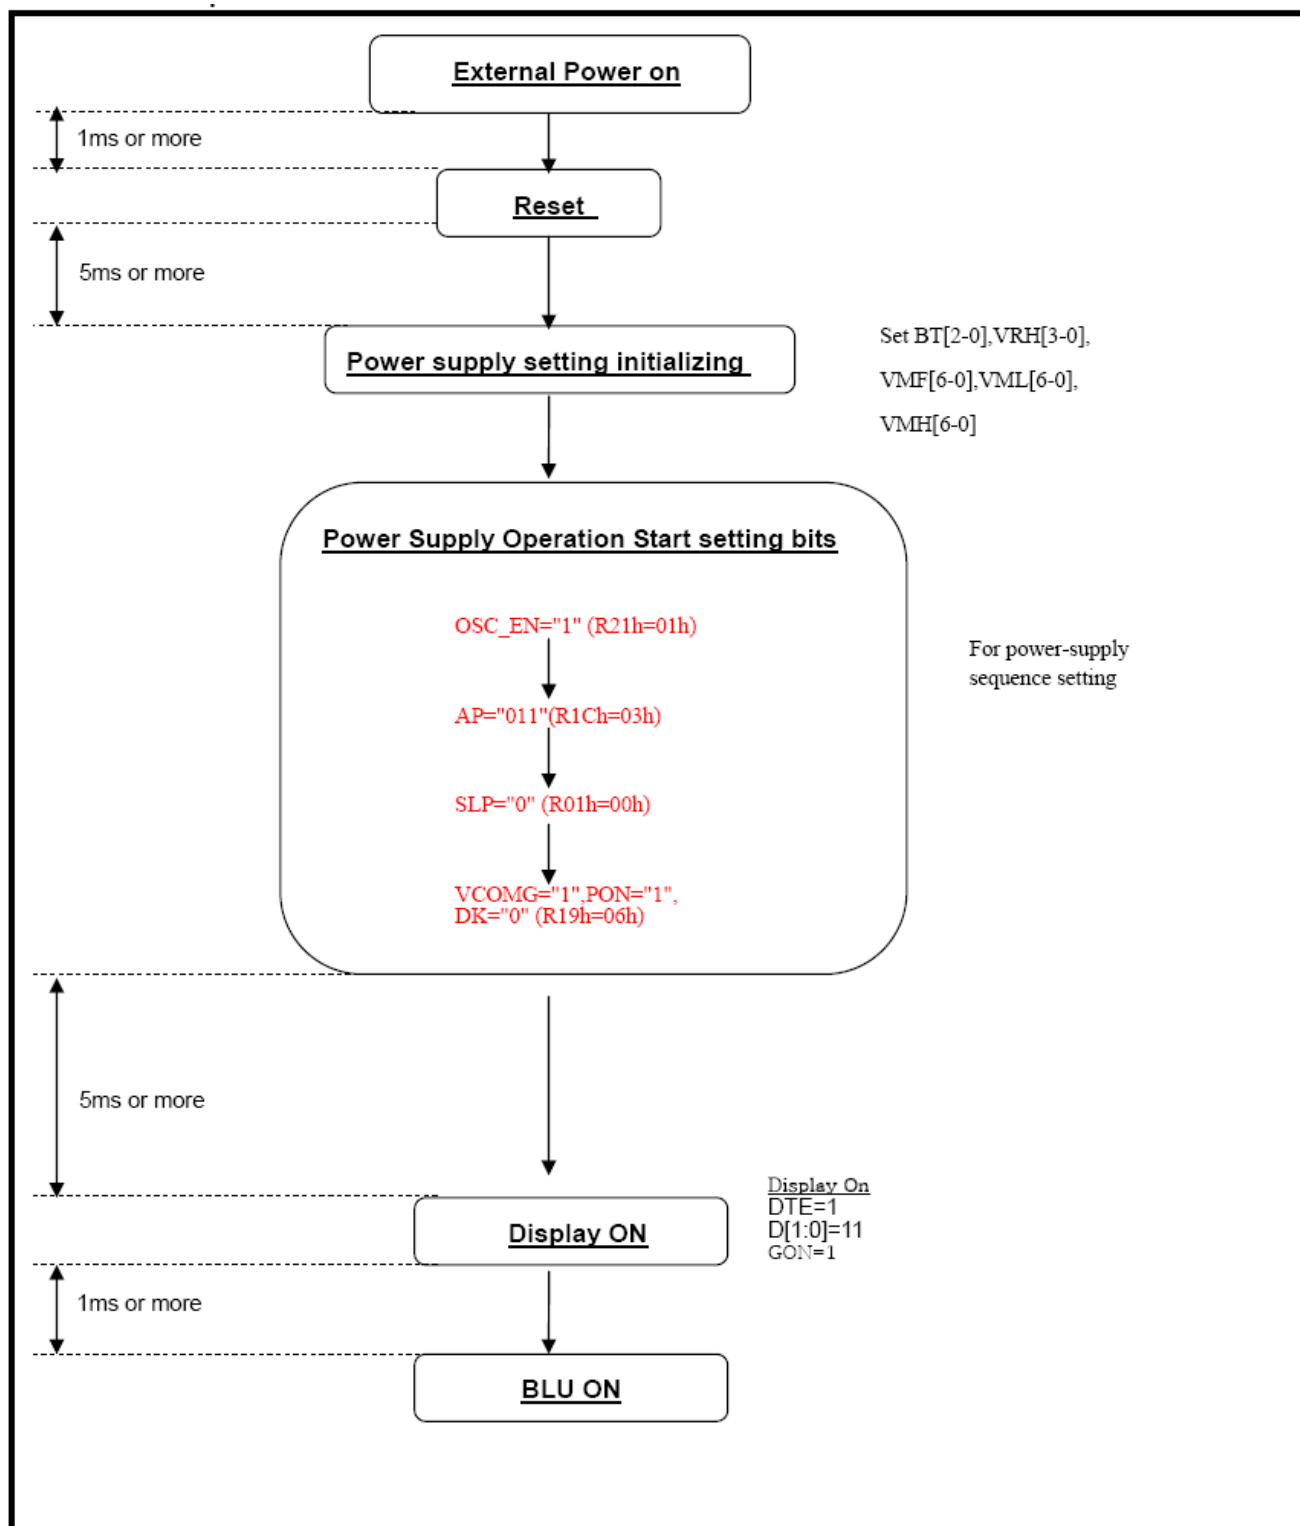 External Power on
1ms or more
Reset
5ms or more
Power supply setting initializing
Set BT[2-0],VRH[3-0],
VMF[6-0],VML[6-0],
VMH[6-0]
Power Supply Operation Start setting bits
OSC_EN="1" (R21h=01h)
AP="011"(R1Ch=03h)
SLP="0" (R01h=00h)
VCOMG="1",PON="1",
DK="0" (R19h=06h)
For power-supply
sequence setting
5ms or more
Display ON
Display On
DTE=1
D[1:0]=11
GON=1
1ms or more
BLU ON